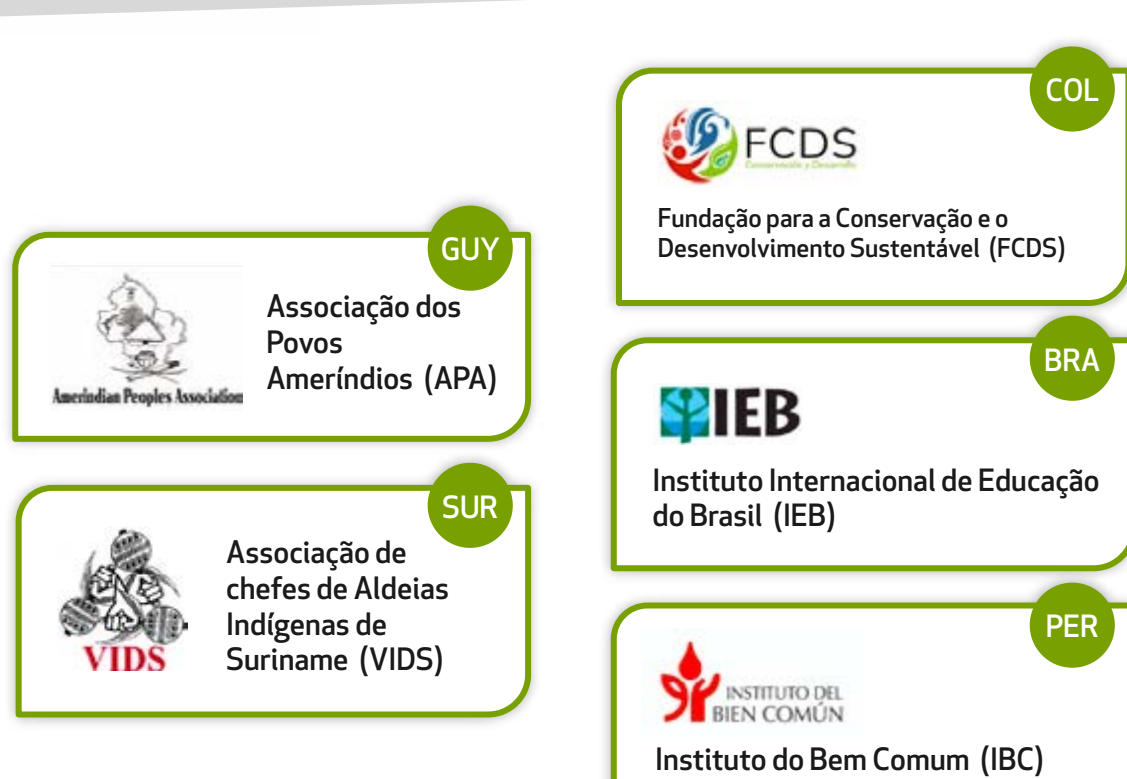 GUY
Amerindian Peoples Association
Associação dos
Povos
Ameríndios (APA)
SUR
VIDS
Associação de
chefes de Aldeias
Indígenas de
Suriname (VIDS)
COL
FCDS
Conservación y Desarrollo
Fundação para a Conservação e o
Desenvolvimento Sustentável (FCDS)
BRA
IEB
Instituto Internacional de Educação
do Brasil (IEB)
PER
INSTITUTO DEL
BIEN COMÚN
Instituto do Bem Comum (IBC)